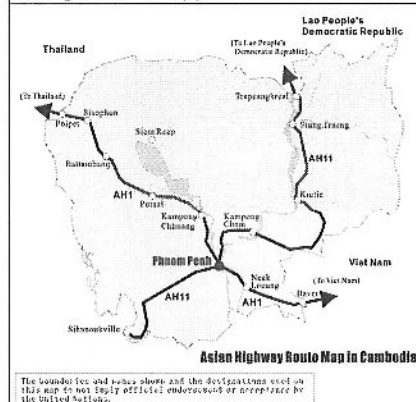 Lao People's
Democratic Republic
Thailand
(To Lao People's
Democratic Republic)
(To Thailand)
Trapeangkreal
Sisophon
Poipet
Siem Reap
Stung Traeng
Battambang
AH11
AH1
Pursat
Kratie
Kampong
Chhnang
Kampong
Cham
Phnom Penh
Viet Nam
Neak
Loeung
(To Viet Nam)
AH11
AH1
Bavet
Sihanoukville
Asian Highway Route Map in Cambodia
The boundaries and names shown and the designations used on
this map do not imply official endorsement or acceptance by
the United Nations.